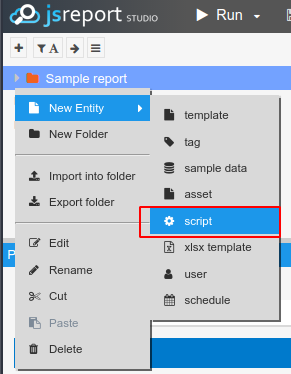 jsreport STUDIO
Run
A
Sample report
New Entity
New Folder
Import into folder
Export folder
Edit
Rename
Cut
Paste
Delete
template
tag
sample data
asset
script
xlsx template
user
schedule
P